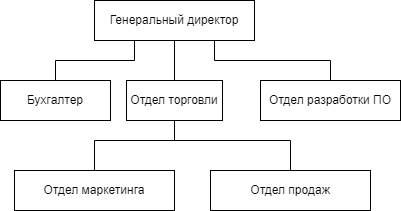 Генеральный директор
Бухгалтер
Отдел торговли
Отдел разработки ПО
Отдел маркетинга
Отдел продаж